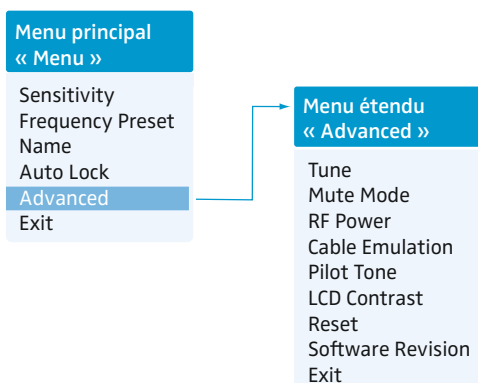 Menu principal
« Menu »
Sensitivity
Frequency Preset
Name
Auto Lock
Advanced
Exit
Menu étendu
« Advanced »
Tune
Mute Mode
RF Power
Cable Emulation
Pilot Tone
LCD Contrast
Reset
Software Revision
Exit